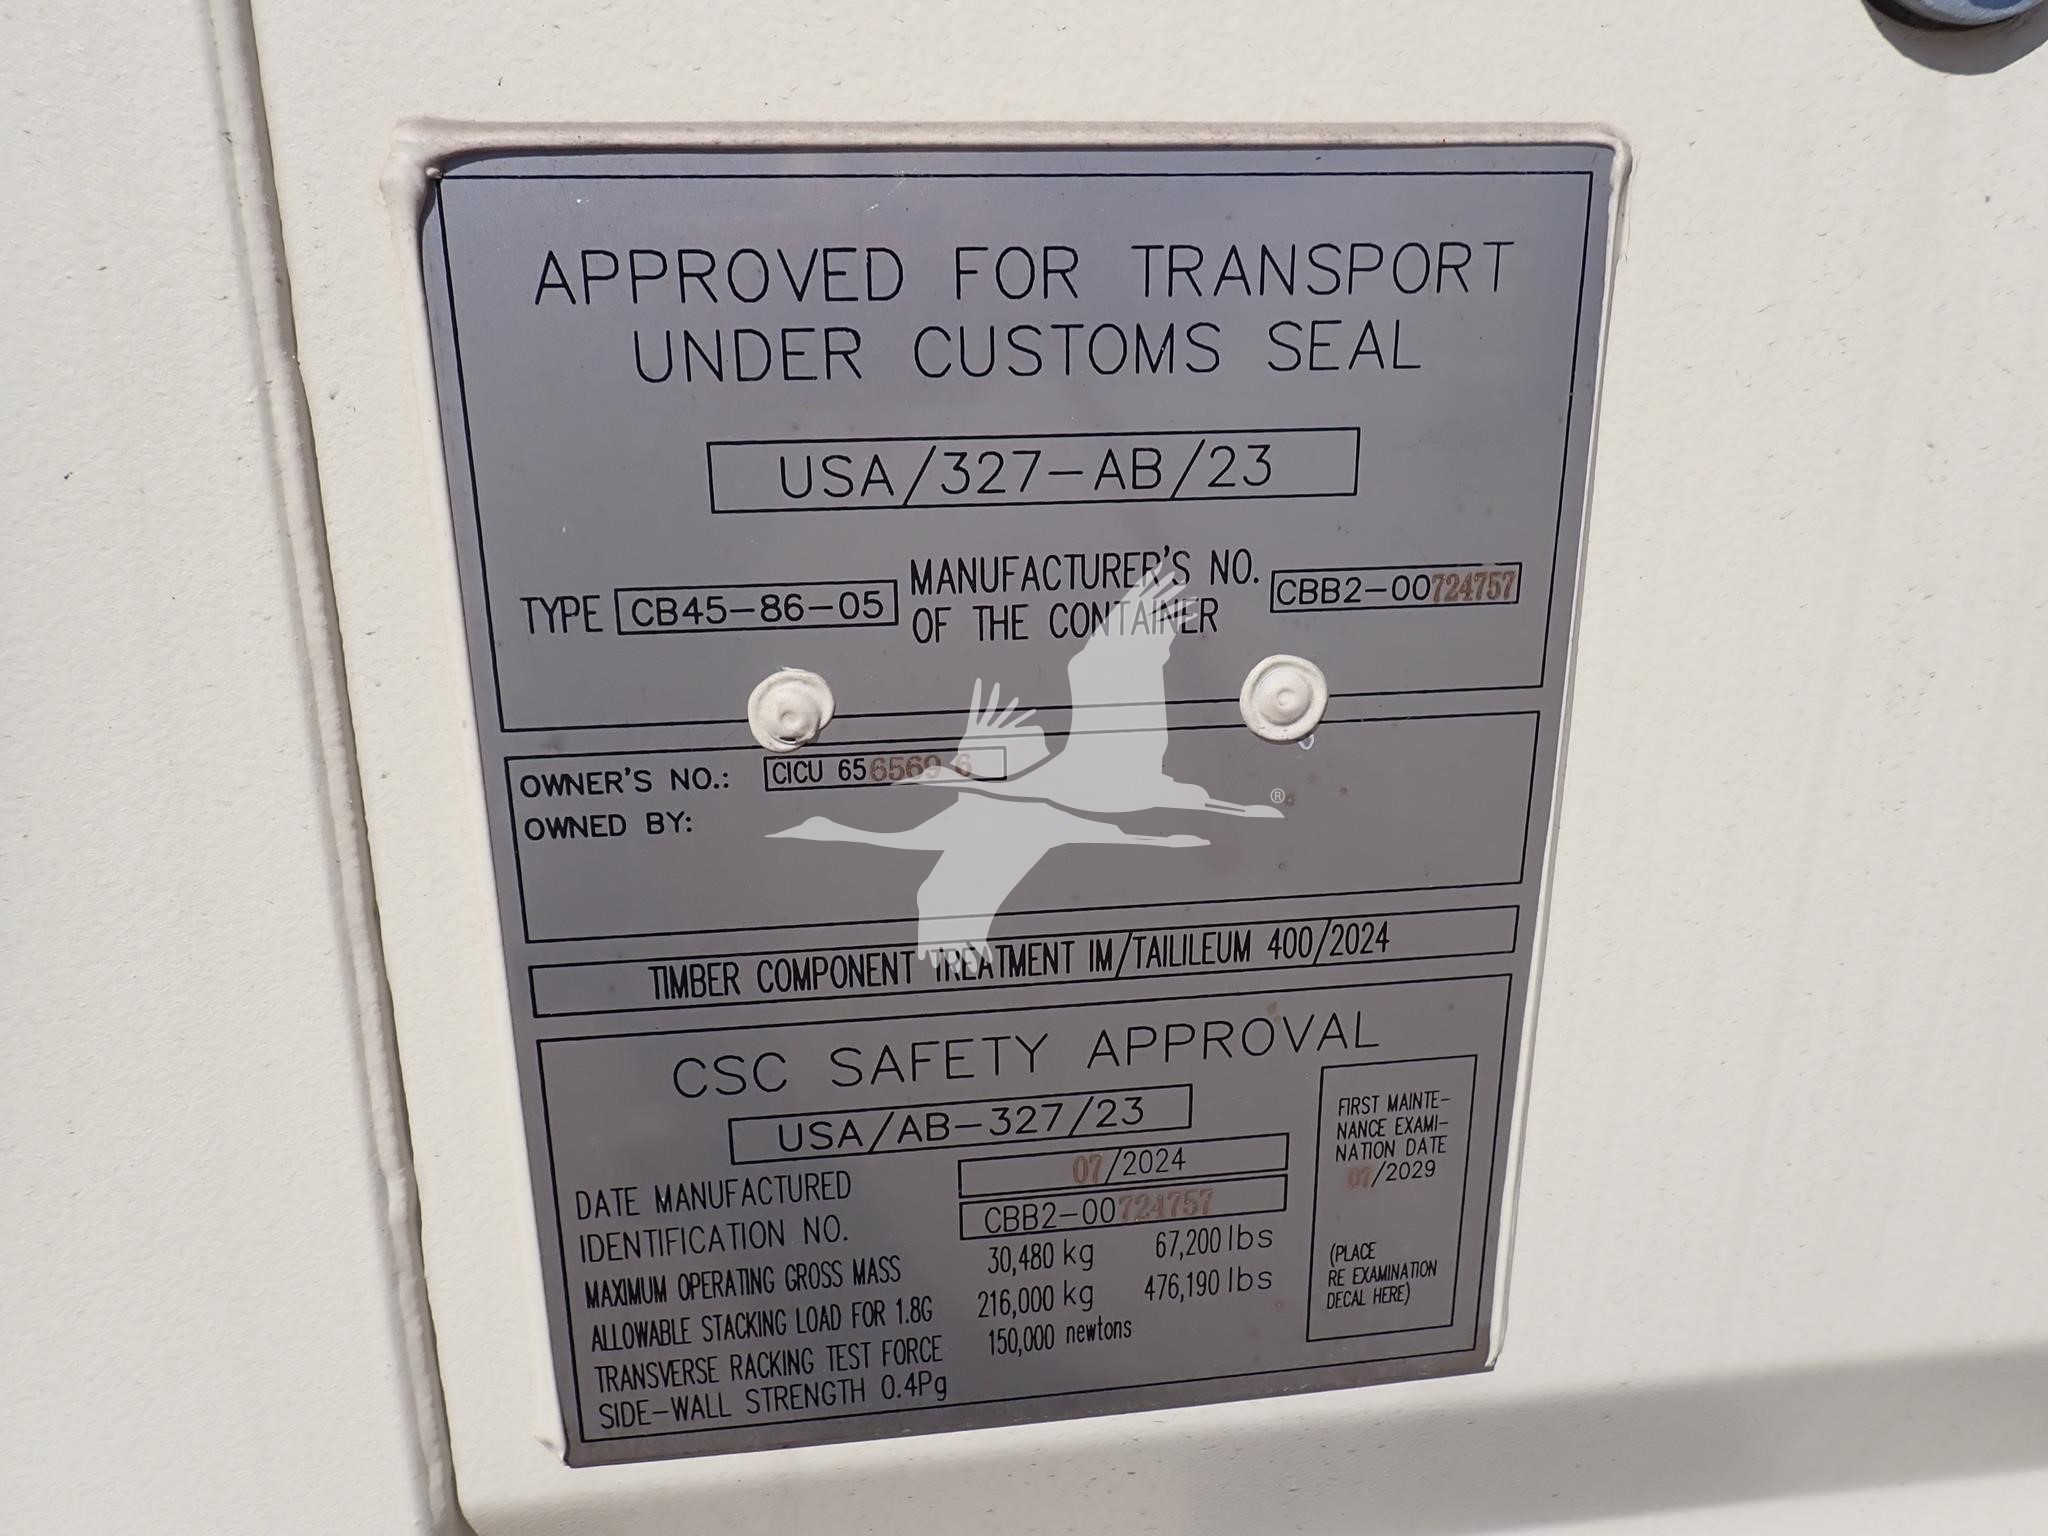 APPROVED FOR TRANSPORT
UNDER CUSTOMS SEAL
USA/327-AB/23
TYPE CB45-86-05
MANUFACTURER'S NO.
OF THE CONTAINER
CBB2-00724757
OWNER'S NO.: CICU 656569 6
OWNED BY:
®
TIMBER COMPONENT TREATMENT IM/TAILILEUM 400/2024
CSC SAFETY APPROVAL
USA/AB-327/23
DATE MANUFACTURED 07/2024
IDENTIFICATION NO. CBB2-00724757
MAXIMUM OPERATING GROSS MASS 30,480 kg 67,200 lbs
ALLOWABLE STACKING LOAD FOR 1.8G 216,000 kg 476,190 lbs
TRANSVERSE RACKING TEST FORCE 150,000 newtons
SIDE-WALL STRENGTH 0.4Pg
FIRST MAINTE-
NANCE EXAMI-
NATION DATE
07/2029
(PLACE
RE EXAMINATION
DECAL HERE)